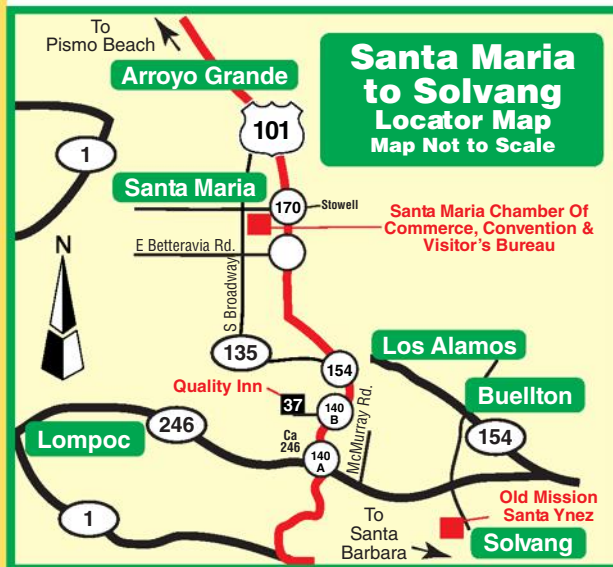 To
Pismo Beach
Arroyo Grande
Santa Maria
to Solvang
Locator Map
Map Not to Scale
101
1
Santa Maria
170
Stowell
Santa Maria Chamber Of
Commerce, Convention &
Visitor's Bureau
E Betteravia Rd.
N
S Broadway
135
154
Los Alamos
Quality Inn
37
140
B
McMurray Rd.
Buellton
246
Ca
246
154
Lompoc
140
A
1
To
Santa
Barbara
Old Mission
Santa Ynez
Solvang